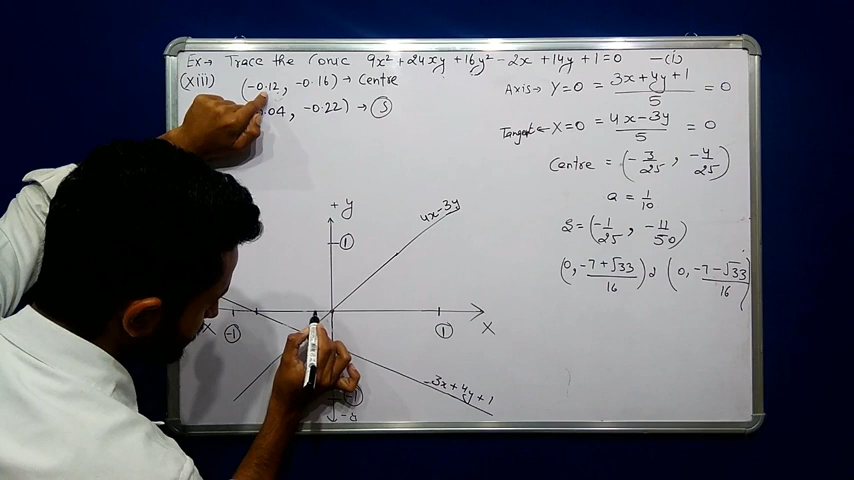 Ex→ Trace the Conic 9x² + 24xy + 16y² - 2x + 14y + 1 = 0 —(1)
(xiii) (-0.12, -0.16) → Centre
.04, -0.22) → S
Axis → Y=0 = 3x+4y+1/5 = 0
Tangent ← X=0 = 4x-3y/5 = 0
Centre = (-3/25, -4/25)
a = 1/10
S = (-1/25, -11/50)
(0, -7+√33/16) & (0, -7-√33/16)
+y
4x-3y
1
X
-1
1
X
-3x+4y+1
-1